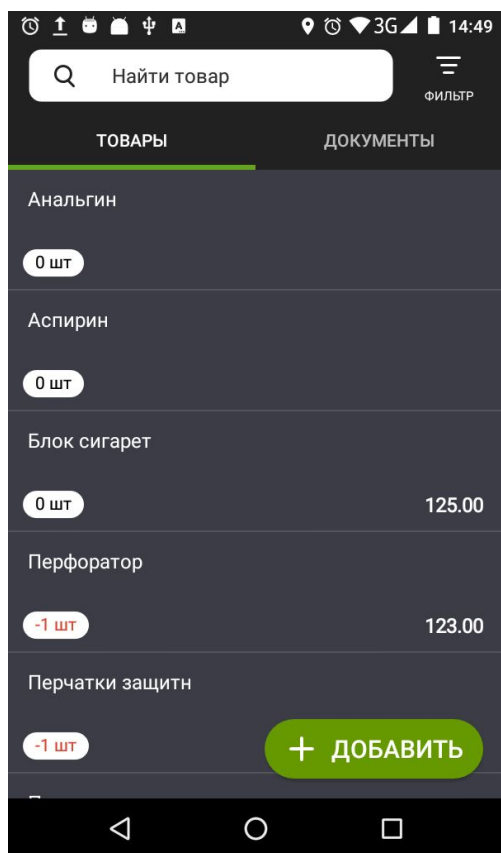 3G 14:49
Найти товар
ФИЛЬТР
ТОВАРЫ ДОКУМЕНТЫ
Анальгин
0 шт
Аспирин
0 шт
Блок сигарет
0 шт 125.00
Перфоратор
-1 шт 123.00
Перчатки защитн
-1 шт
+ ДОБАВИТЬ